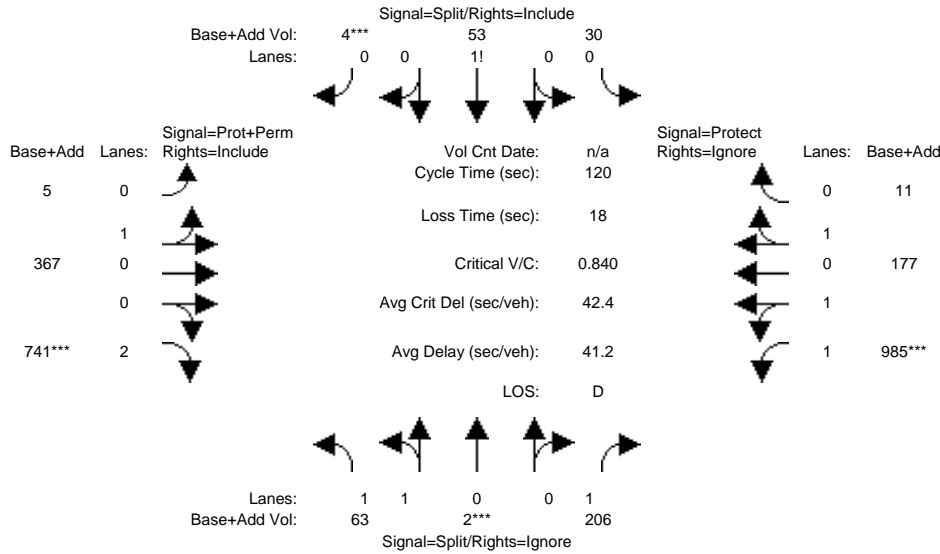 Signal=Split/Rights=Include
Base+Add Vol: 4*** 53 30
Lanes: 0 0 1! 0 0
Signal=Prot+Perm
Base+Add Lanes: Rights=Include
Vol Cnt Date: n/a
Signal=Protect
Rights=Ignore Lanes: Base+Add
Cycle Time (sec): 120
5 0
0 11
Loss Time (sec): 18
1
1
367 0
Critical V/C: 0.840
0 177
0
Avg Crit Del (sec/veh): 42.4
1
741*** 2
Avg Delay (sec/veh): 41.2
1 985***
LOS: D
Lanes: 1 1 0 0 1
Base+Add Vol: 63 2*** 206
Signal=Split/Rights=Ignore